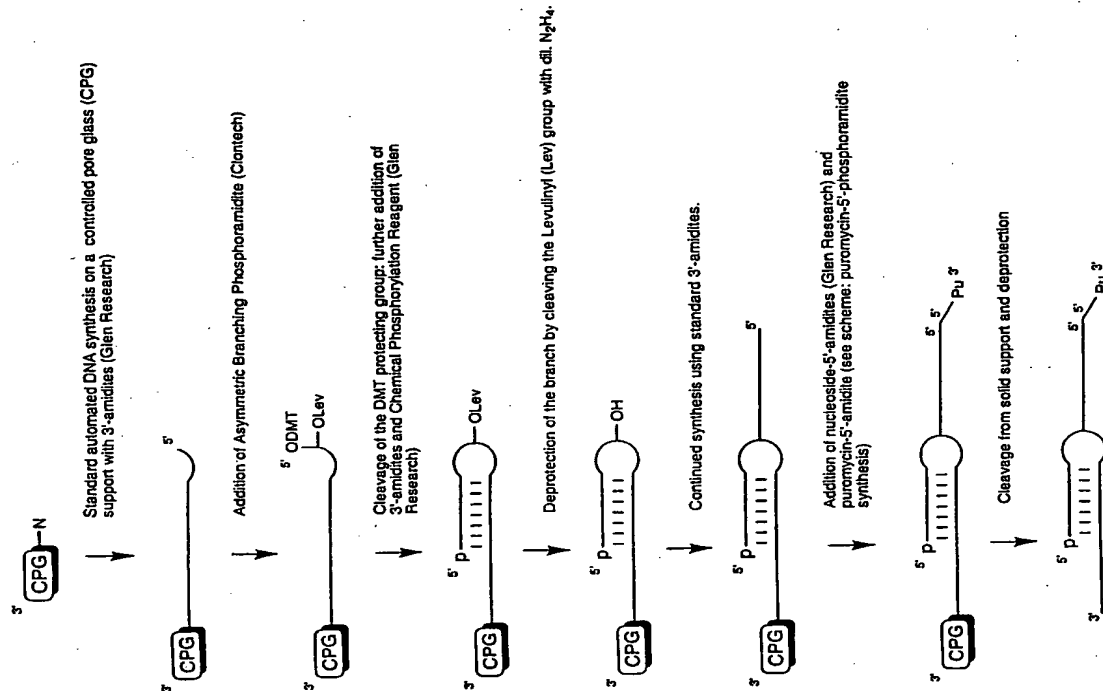 3'
CPG
N
Standard automated DNA synthesis on a controlled pore glass (CPG)
support with 3'-amidites (Glen Research)
3'
CPG
5'
Addition of Asymmetric Branching Phosphoramidite (Clontech)
5' ODMT
OLev
3'
CPG
Cleavage of the DMT protecting group: further addition of
3'-amidites and Chemical Phosphorylation Reagent (Glen
Research)
5' p
OLev
3'
CPG
Deprotection of the branch by cleaving the Levulinyl (Lev) group with dil. N₂H₄.
5' p
OH
3'
CPG
Continued synthesis using standard 3'-amidites.
5' p
5'
3'
CPG
Addition of nucleoside-5'-amidites (Glen Research) and
puromycin-5'-amidite (see scheme: puromycin-5'-phosphoramidite
synthesis)
5' p
5' 5'
Pu 3'
3'
CPG
Cleavage from solid support and deprotection
5' p
5' 5'
Pu 3'
3'